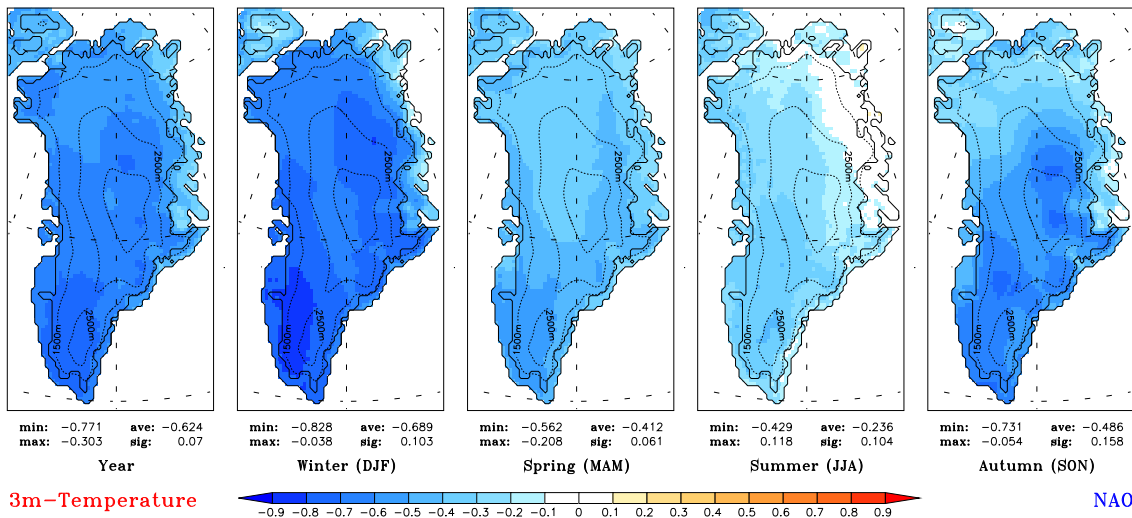 2500m
2500m
1500m
2500m
2500m
1500m
2500m
2500m
1500m
2500m
2500m
1500m
2500m
2500m
1500m
min: −0.771 ave: −0.624
max: −0.303 sig: 0.07
Year
min: −0.828 ave: −0.689
max: −0.038 sig: 0.103
Winter (DJF)
min: −0.562 ave: −0.412
max: −0.208 sig: 0.061
Spring (MAM)
min: −0.429 ave: −0.236
max: 0.118 sig: 0.104
Summer (JJA)
min: −0.731 ave: −0.486
max: −0.054 sig: 0.158
Autumn (SON)
3m−Temperature
−0.9 −0.8 −0.7 −0.6 −0.5 −0.4 −0.3 −0.2 −0.1 0 0.1 0.2 0.3 0.4 0.5 0.6 0.7 0.8 0.9
NAO